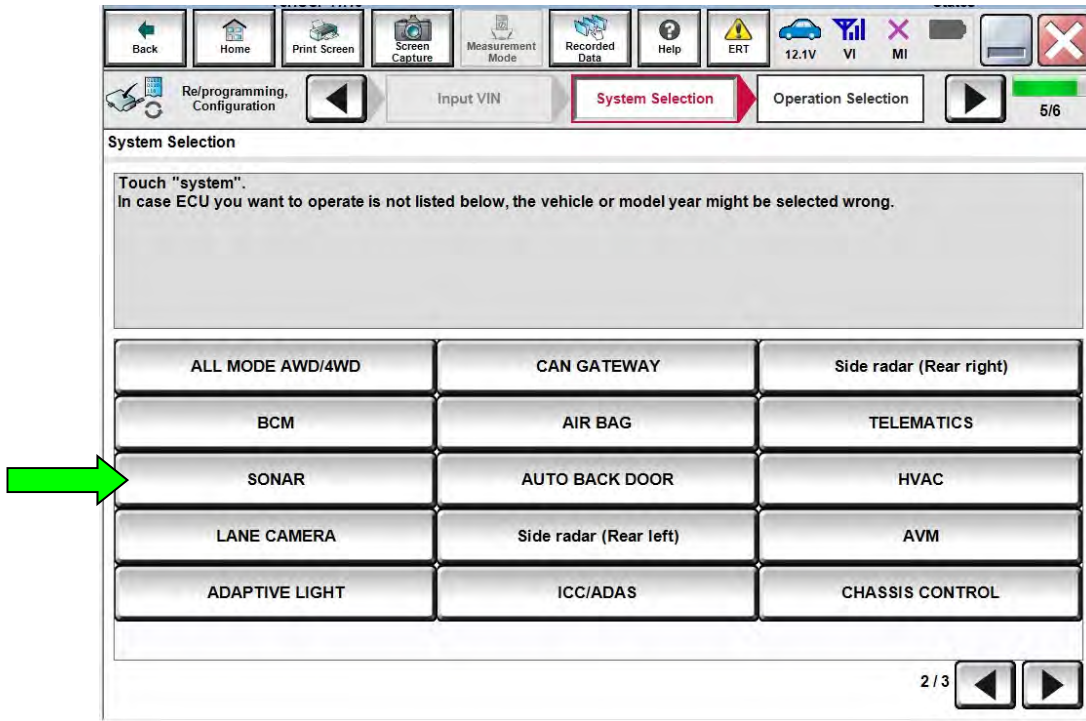 Back
Home
Print Screen
Screen
Capture
Measurement
Mode
Recorded
Data
Help
ERT
12.1V
VI
MI
Re/programming,
Configuration
Input VIN
System Selection
Operation Selection
5/6
System Selection
Touch "system".
In case ECU you want to operate is not listed below, the vehicle or model year might be selected wrong.
ALL MODE AWD/4WD
CAN GATEWAY
Side radar (Rear right)
BCM
AIR BAG
TELEMATICS
SONAR
AUTO BACK DOOR
HVAC
LANE CAMERA
Side radar (Rear left)
AVM
ADAPTIVE LIGHT
ICC/ADAS
CHASSIS CONTROL
2 / 3